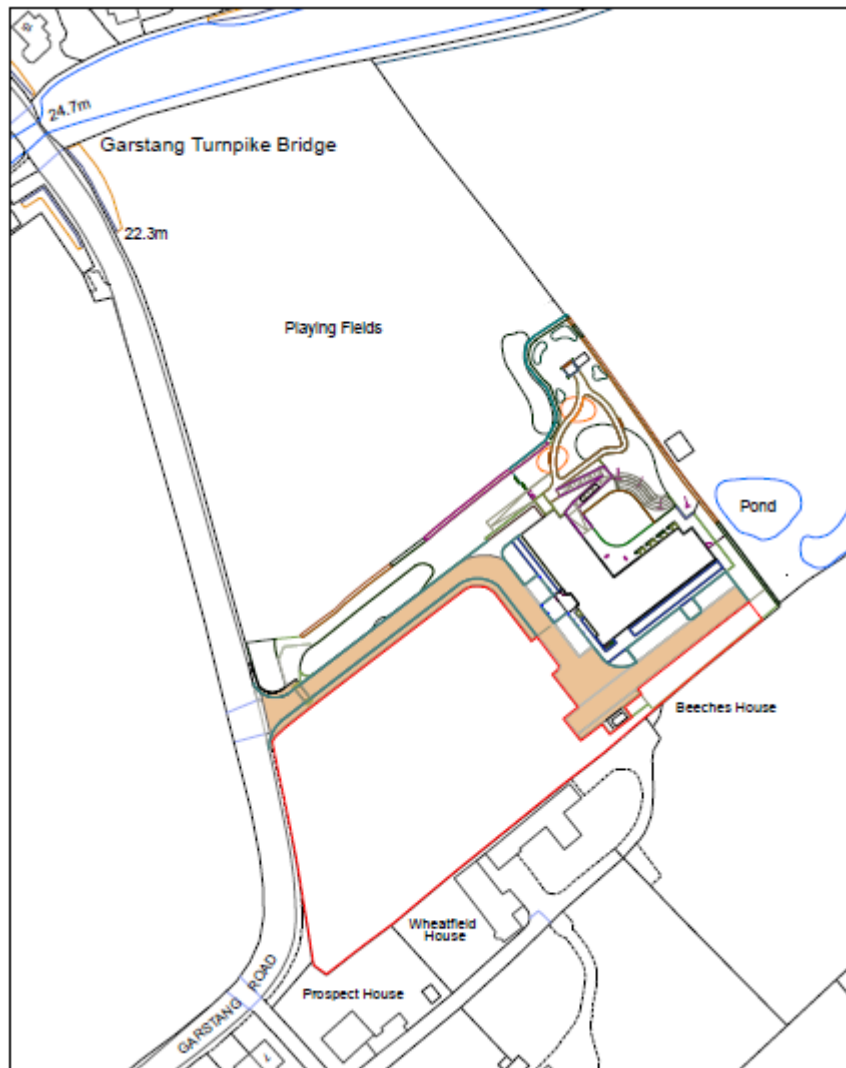 24.7m
Garstang Turnpike Bridge
22.3m
Playing Fields
Pond
Beeches House
Wheatfield
House
Prospect House
GARSTANG ROAD